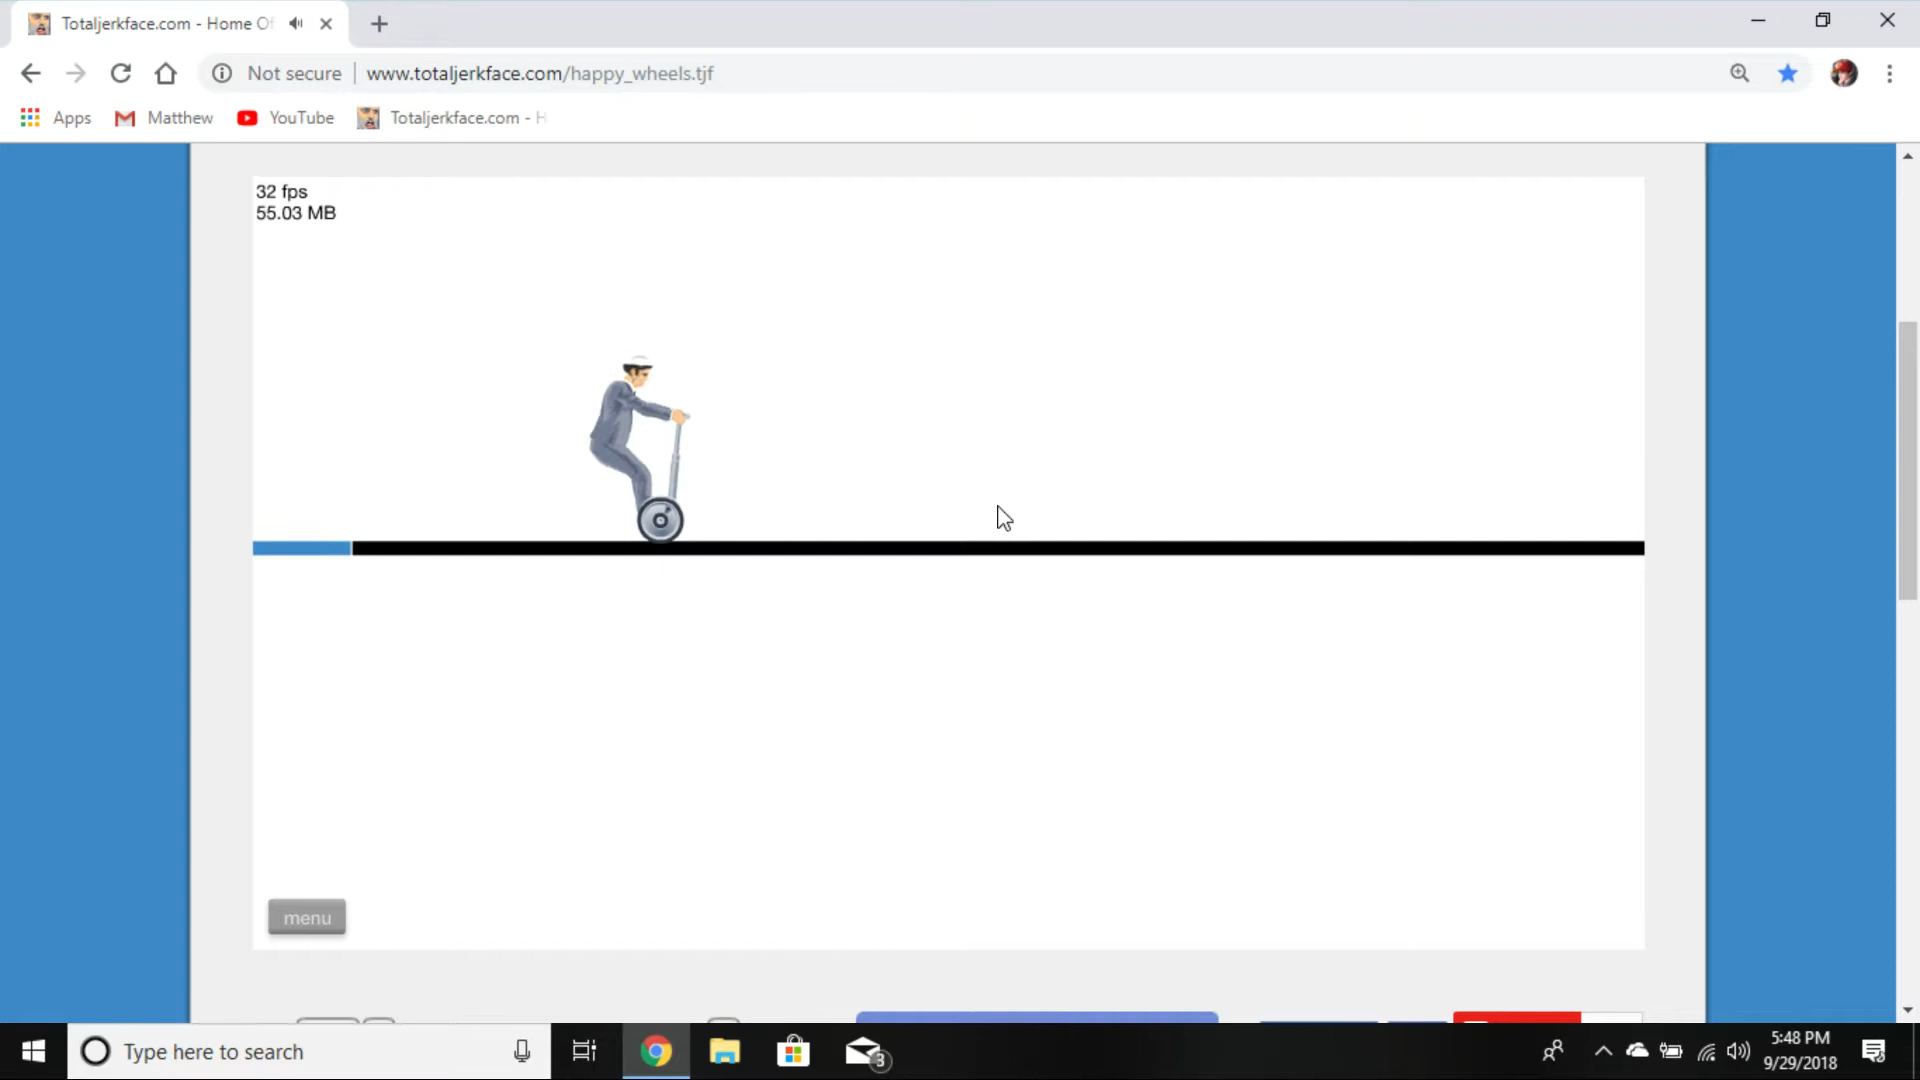 Totaljerkface.com - Home Of
Not secure
www.totaljerkface.com/happy_wheels.tjf
Apps
Matthew
YouTube
Totaljerkface.com - H
32 fps
55.03 MB
menu
Type here to search
3
5:48 PM
9/29/2018